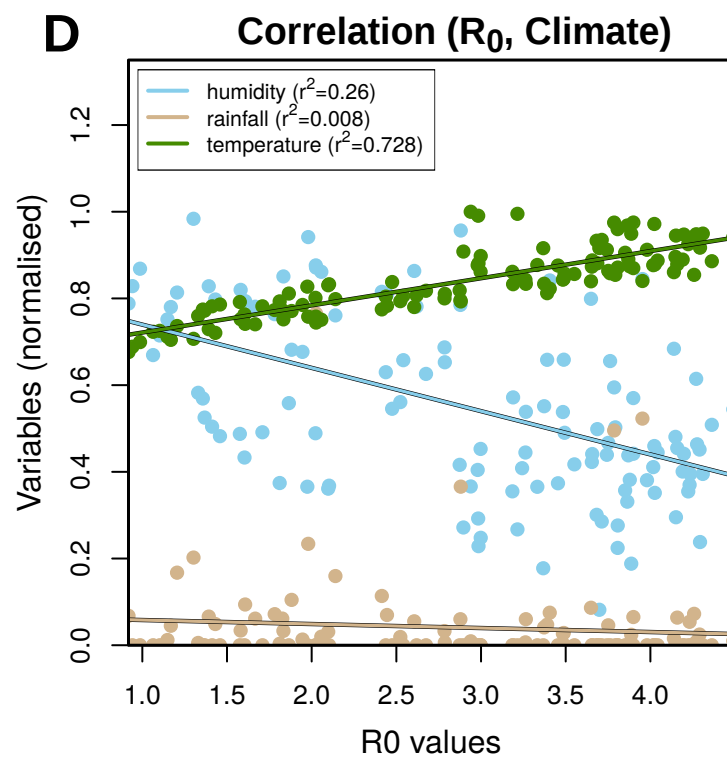 D
Correlation (R0, Climate)
humidity (r2=0.26)
rainfall (r2=0.008)
temperature (r2=0.728)
Variables (normalised)
1.2
1.0
0.8
0.6
0.4
0.2
0.0
1.0 1.5 2.0 2.5 3.0 3.5 4.0
R0 values